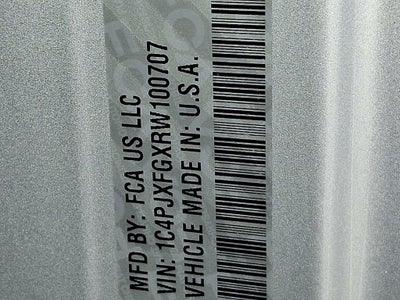 MFD BY: FCA US LLC
VIN: 1C4PJXFGXRW100707
VEHICLE MADE IN: U.S.A.